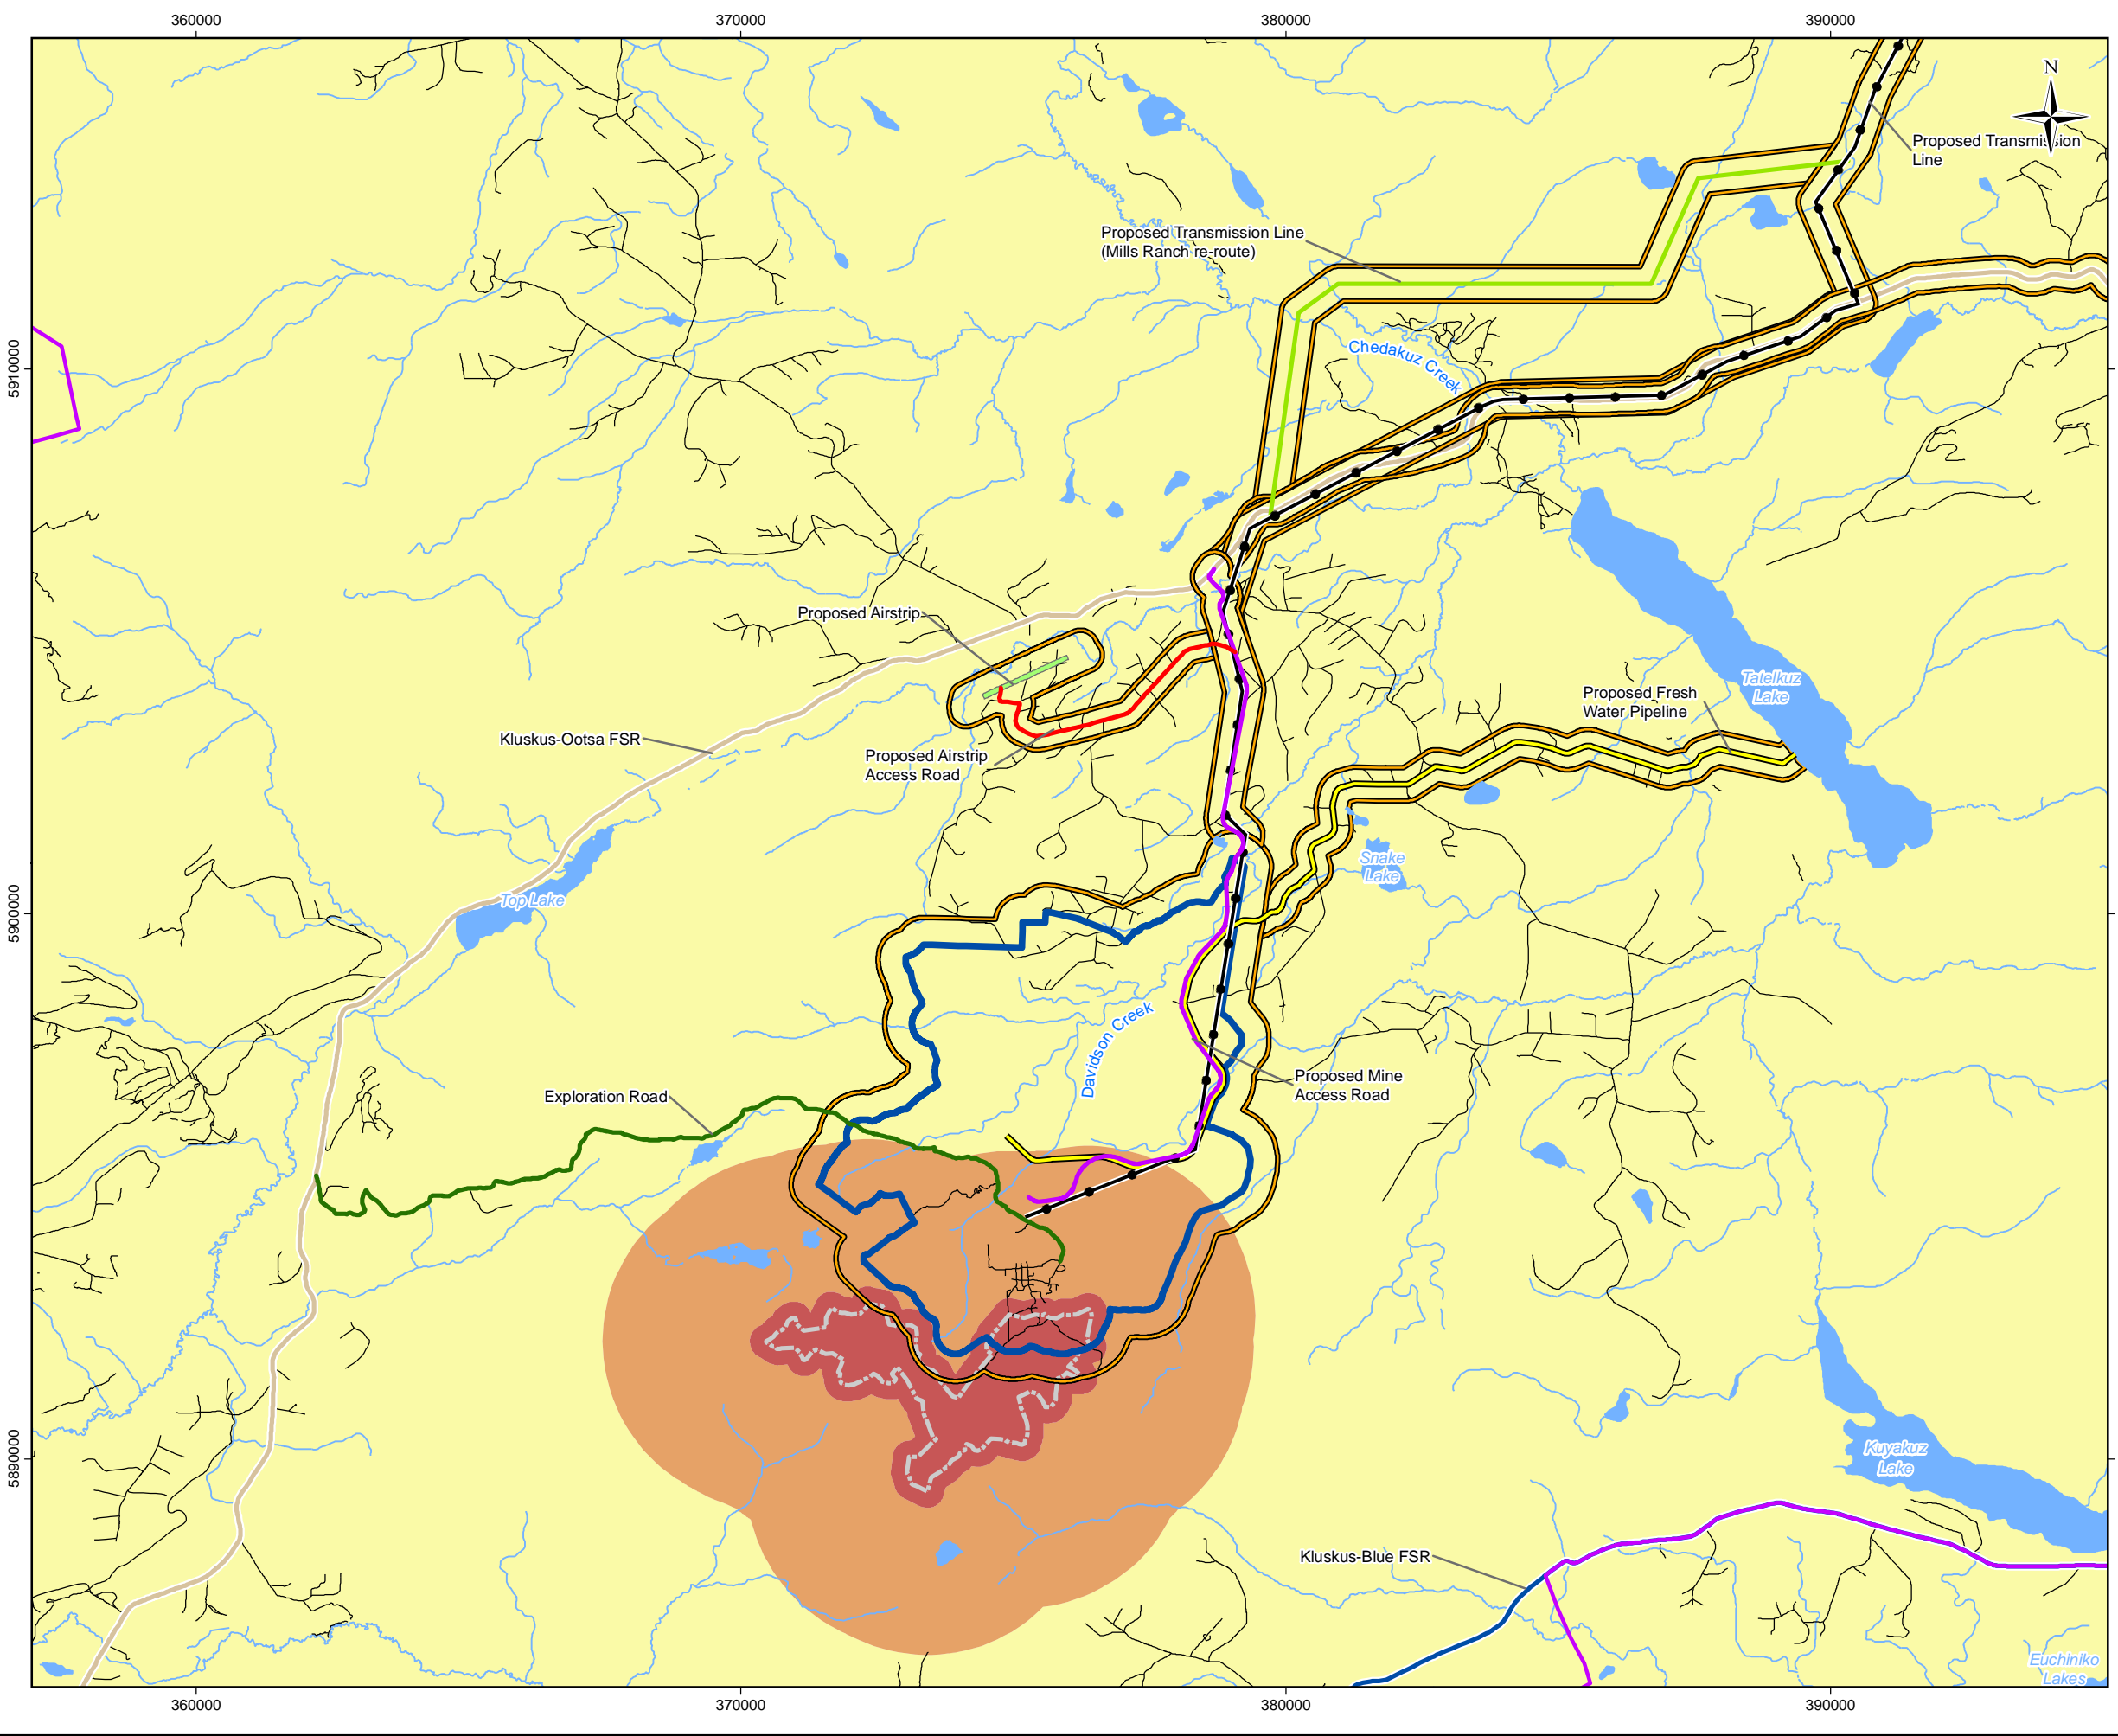 360000
370000
380000
390000
N
Proposed Transmission
Line
Proposed Transmission Line
(Mills Ranch re-route)
5910000
Chedakuz Creek
Proposed Airstrip
Tatelkuz
Lake
Proposed Fresh
Water Pipeline
Kluskus-Ootsa FSR
Proposed Airstrip
Access Road
Snake
Lake
Top Lake
5900000
Davidson Creek
Proposed Mine
Access Road
Exploration Road
5890000
Kuyakuz
Lake
Kluskus-Blue FSR
Euchiniko
Lakes
360000
370000
380000
390000